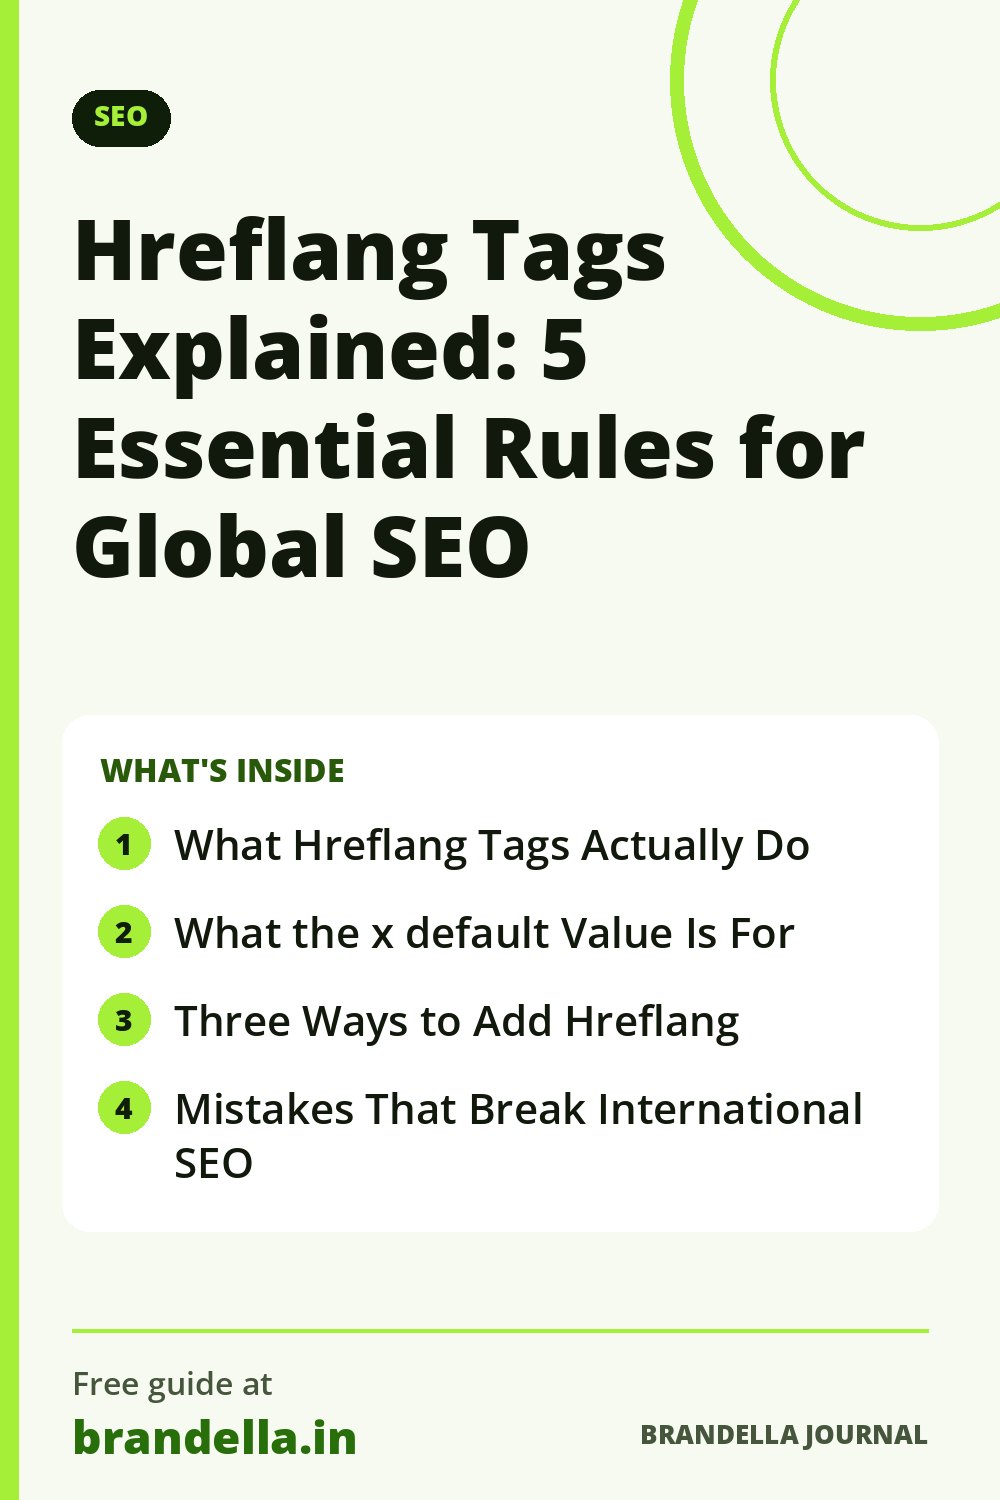 SEO
Hreflang Tags
Explained: 5
Essential Rules for
Global SEO
WHAT'S INSIDE
1 What Hreflang Tags Actually Do
2 What the x default Value Is For
3 Three Ways to Add Hreflang
4 Mistakes That Break International
SEO
Free guide at
brandella.in
BRANDELLA JOURNAL